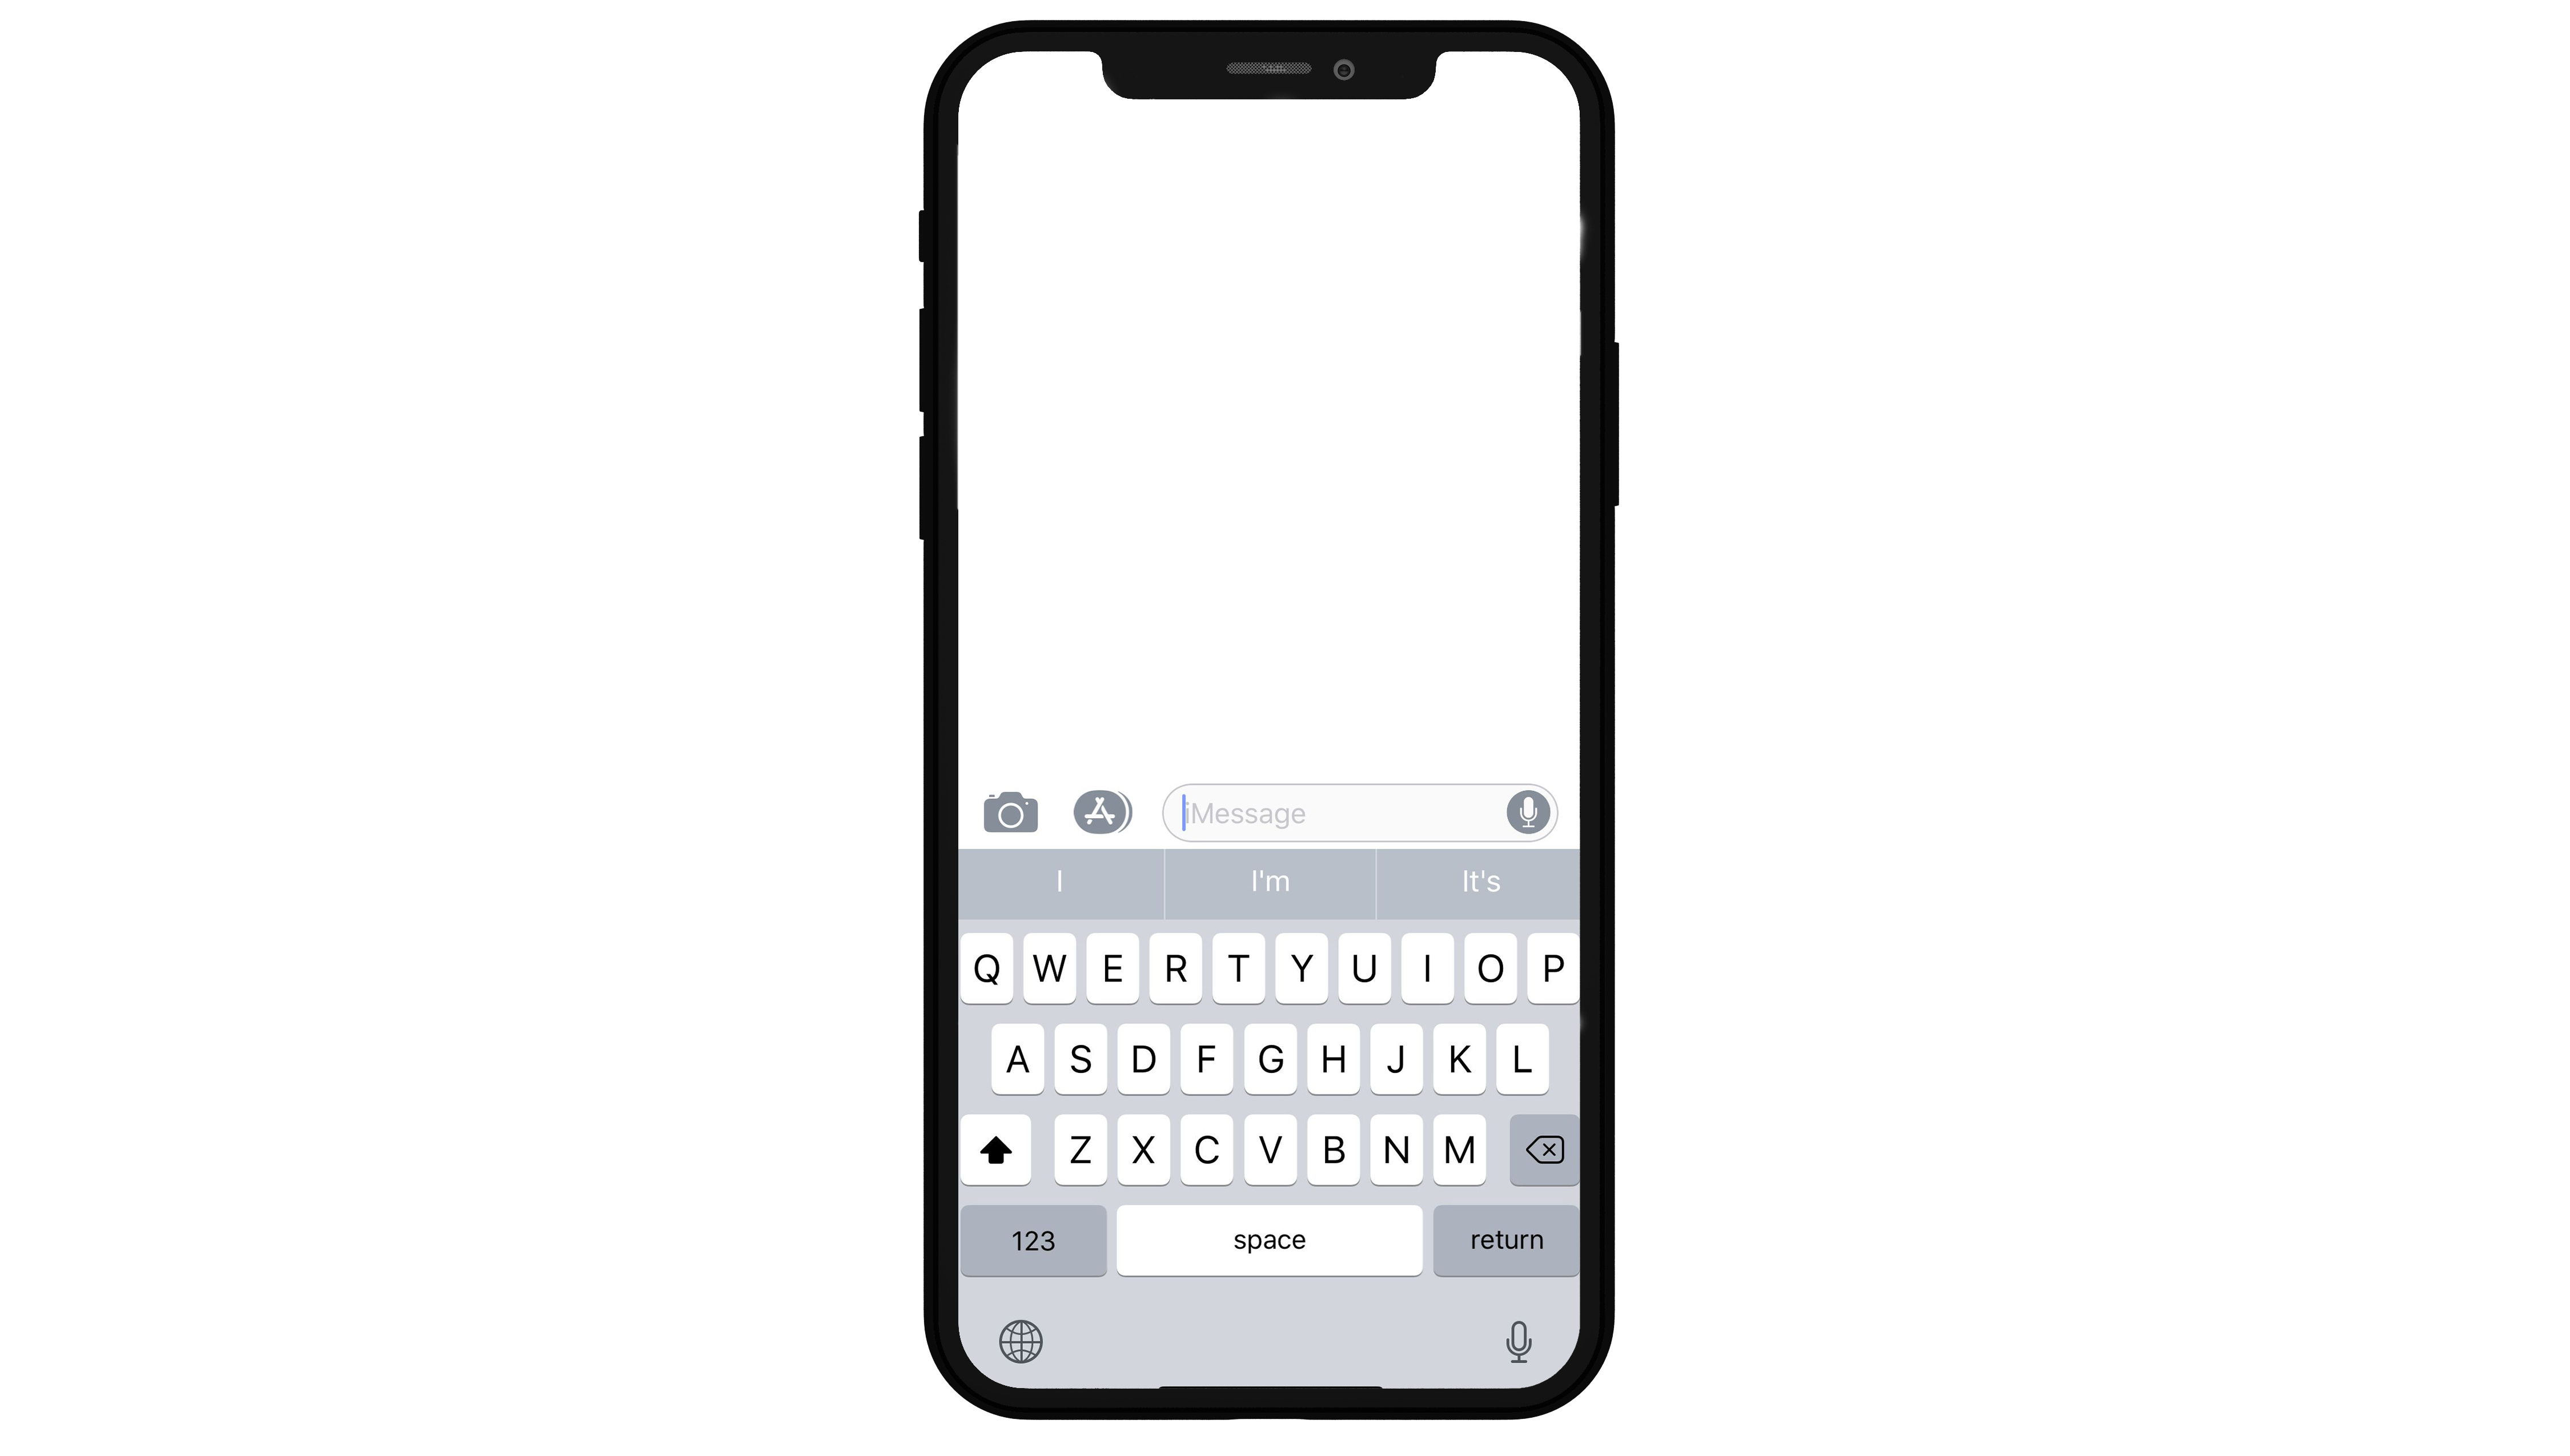 iMessage
I I'm It's
Q W E R T Y U I O P
A S D F G H J K L
Z X C V B N M
123 space return